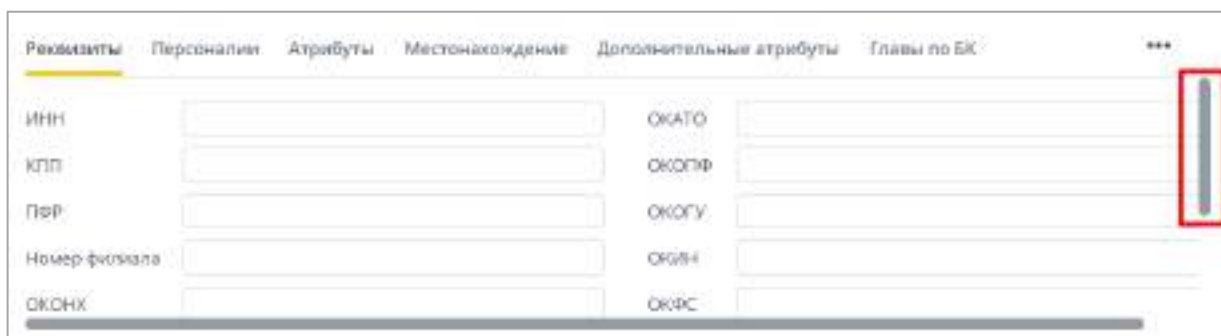 Реквизиты Персоналии Атрибуты Местонахождение Дополнительные атрибуты Главы по БК •••
ИНН ОКАТО
КПП ОКОПФ
ПФР ОКОГУ
Номер филиала ОКИН
ОКОНХ ОКФС